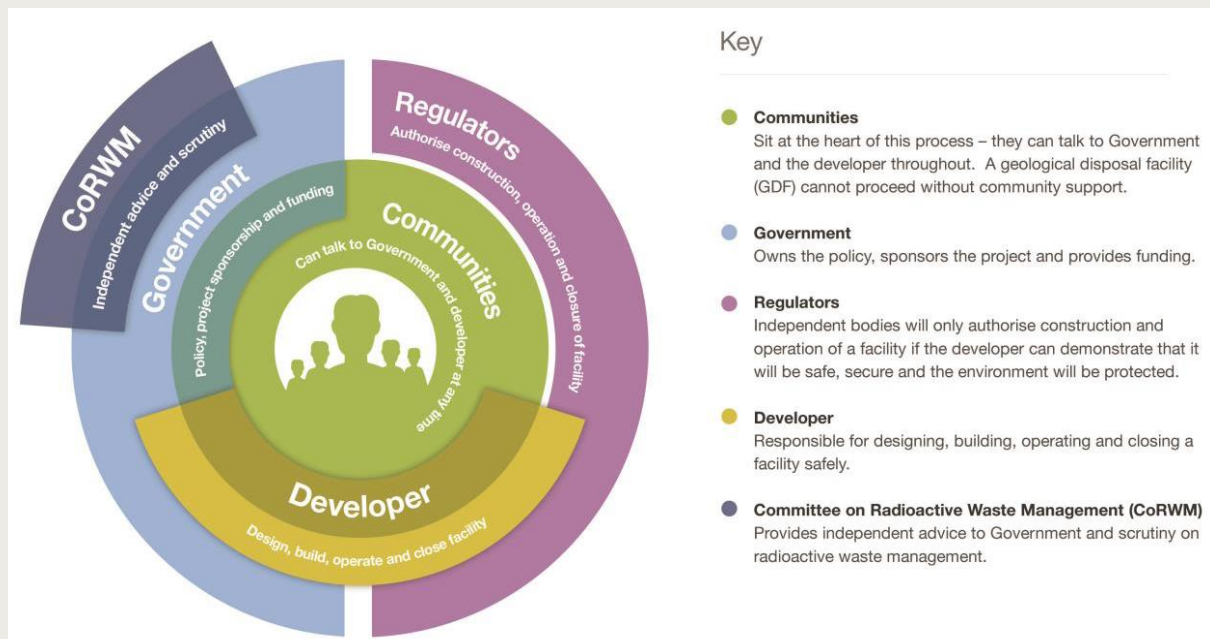 CoRWM
Independent advice and scrutiny
Government
Policy, project sponsorship and funding
Regulators
Authorise construction, operation and closure of facility
Communities
Can talk to Government and developer at any time
Developer
Design, build, operate and close facility
Key
Communities
Sit at the heart of this process – they can talk to Government
and the developer throughout. A geological disposal facility
(GDF) cannot proceed without community support.
Government
Owns the policy, sponsors the project and provides funding.
Regulators
Independent bodies will only authorise construction and
operation of a facility if the developer can demonstrate that it
will be safe, secure and the environment will be protected.
Developer
Responsible for designing, building, operating and closing a
facility safely.
Committee on Radioactive Waste Management (CoRWM)
Provides independent advice to Government and scrutiny on
radioactive waste management.